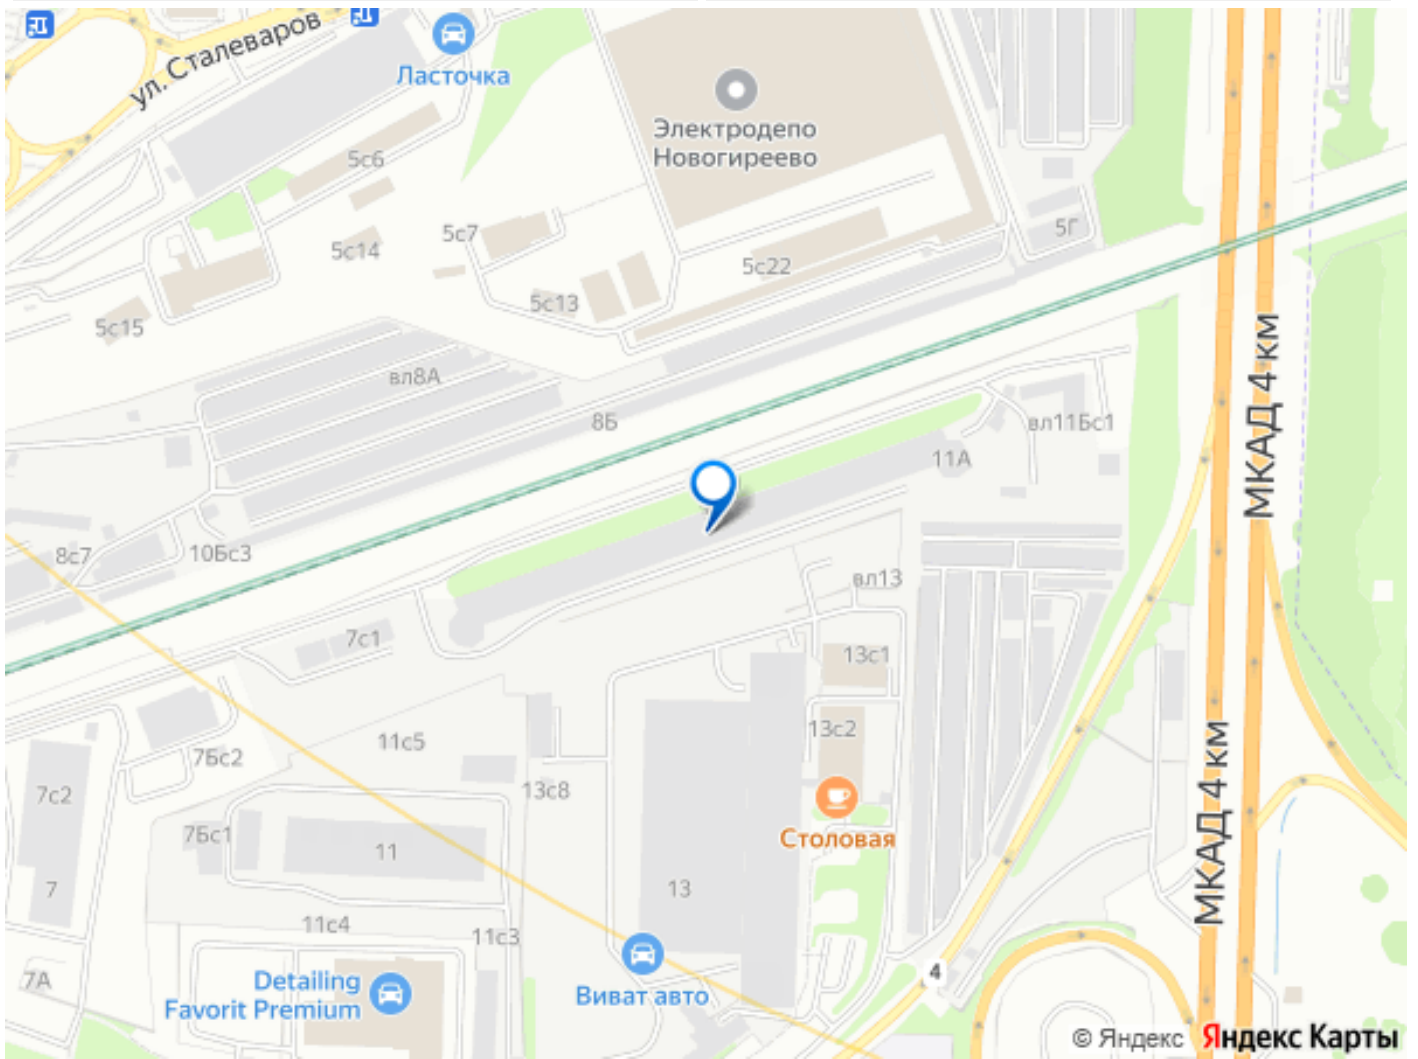 ул. Сталеваров
Ласточка
Электродепо
Новогиреево
5с6
5с7
5Г
5с14
5с22
5с13
5с15
вл8А
МКАД 4 км
8Б
вл11Бс1
11А
10Бс3
8с7
вл13
7с1
13с1
13с2
11с5
7Бс2
МКАД 4 км
7с2
13с8
7Бс1
Столовая
11
7
13
11с4
11с3
4
7А
Detailing
Favorit Premium
Виват авто
© Яндекс Яндекс Карты